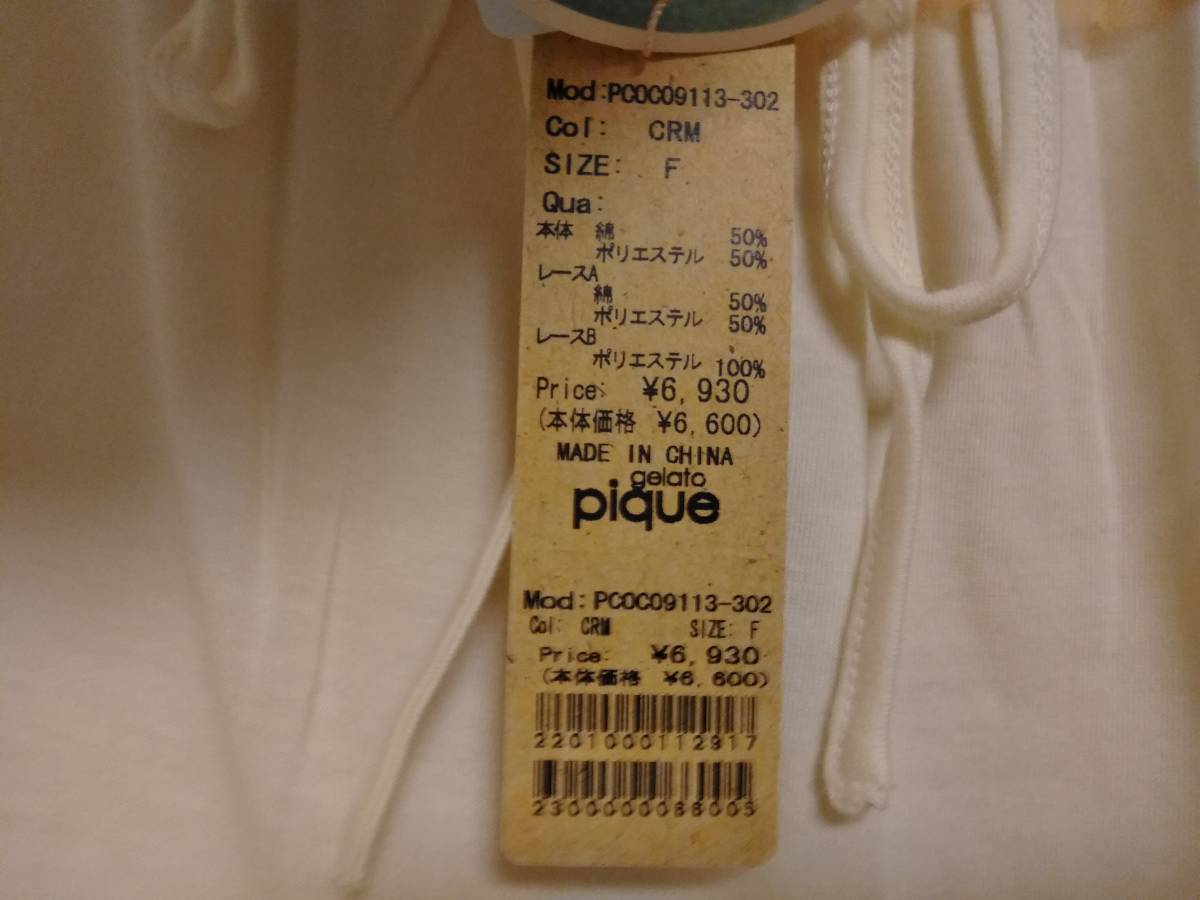 Mod:PCOC09113-302
Col: CRM
SIZE: F
Qua:
本体 綿 50%
ポリエステル 50%
レースA
綿 50%
ポリエステル 50%
レースB
ポリエステル 100%
Price: ¥6,930
(本体価格 ¥6,600)
MADE IN CHINA
gelato
pique
Mod:PCOC09113-302
Col: CRM SIZE: F
Price: ¥6,930
(本体価格 ¥6,600)
2201000112917